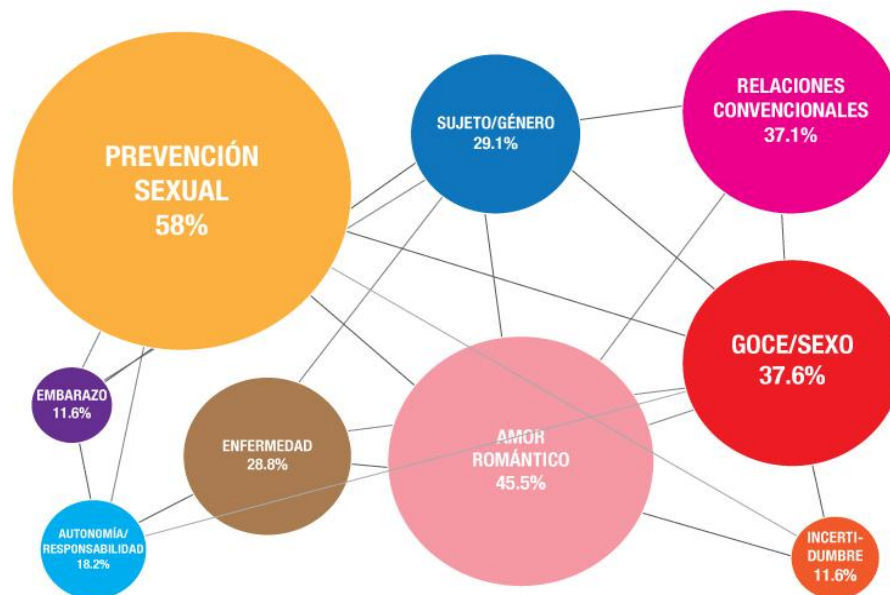 PREVENCIÓN
SEXUAL
58%
SUJETO/GÉNERO
29.1%
RELACIONES
CONVENCIONALES
37.1%
GOCE/SEXO
37.6%
EMBARAZO
11.6%
ENFERMEDAD
28.8%
AMOR
ROMÁNTICO
45.5%
AUTONOMÍA/
RESPONSABILIDAD
18.2%
INCERTI-
DUMBRE
11.6%